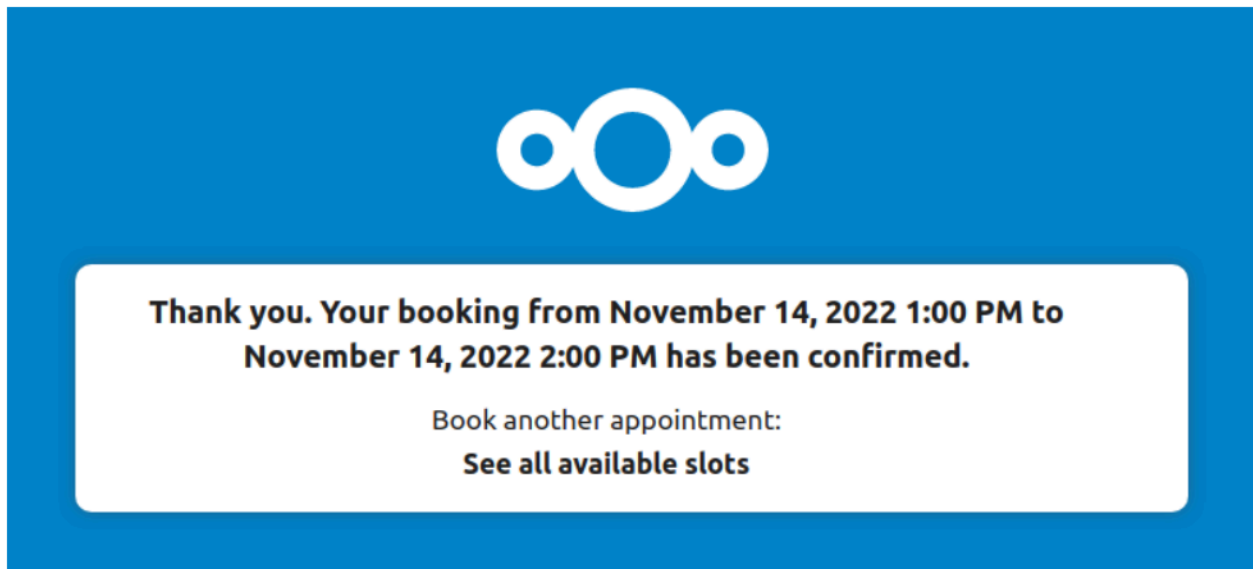 Thank you. Your booking from November 14, 2022 1:00 PM to
November 14, 2022 2:00 PM has been confirmed.
Book another appointment:
See all available slots